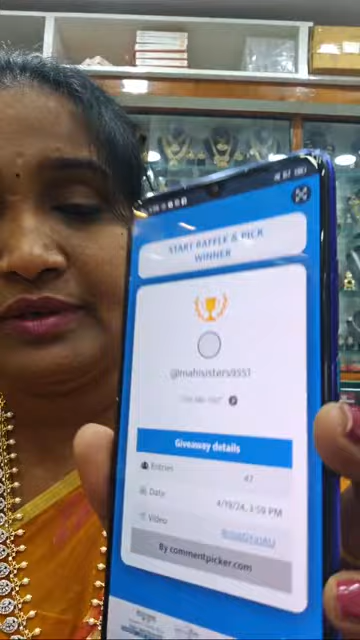 START RAFFLE & PICK
WINNER
@mahisisters9351
Giveaway details
Entries
47
Date
4/19/24, 3:59 PM
Video
By commentpicker.com